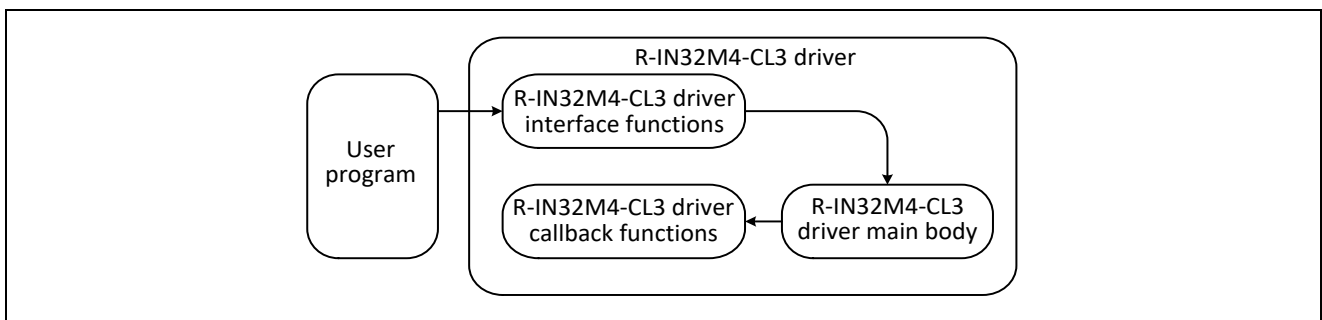 R-IN32M4-CL3 driver
User
program
R-IN32M4-CL3 driver
interface functions
R-IN32M4-CL3 driver
callback functions
R-IN32M4-CL3
driver main body